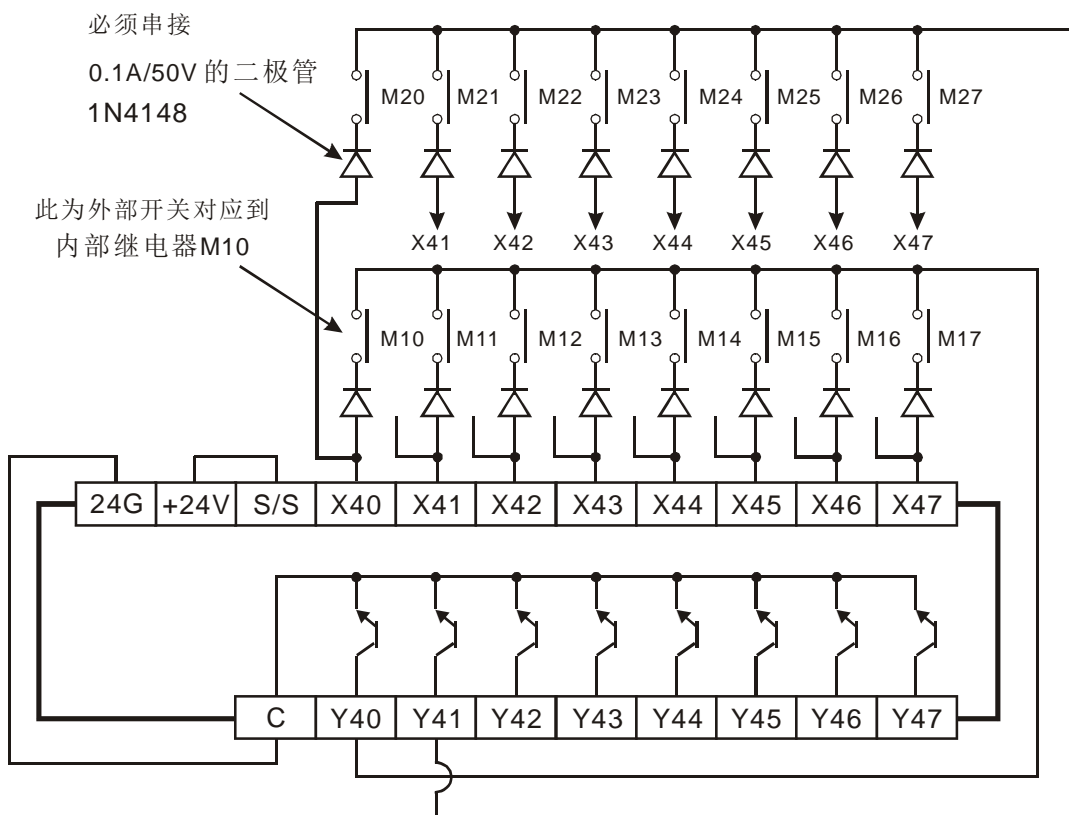 必须串接
0.1A/50V 的二极管
1N4148
M20 M21 M22 M23 M24 M25 M26 M27
此为外部开关对应到
内部继电器M10
X41 X42 X43 X44 X45 X46 X47
M10 M11 M12 M13 M14 M15 M16 M17
24G +24V S/S X40 X41 X42 X43 X44 X45 X46 X47
C Y40 Y41 Y42 Y43 Y44 Y45 Y46 Y47